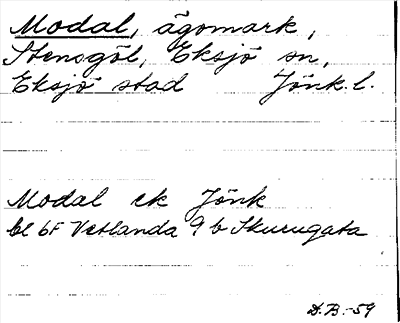 Modal, ägomark,
Stensgöl, Eksjö sn,
Eksjö stad Jönk. l.
Modal ek Jönk
bl 6F Vetlanda 9 b Skurugata
D.B.-59